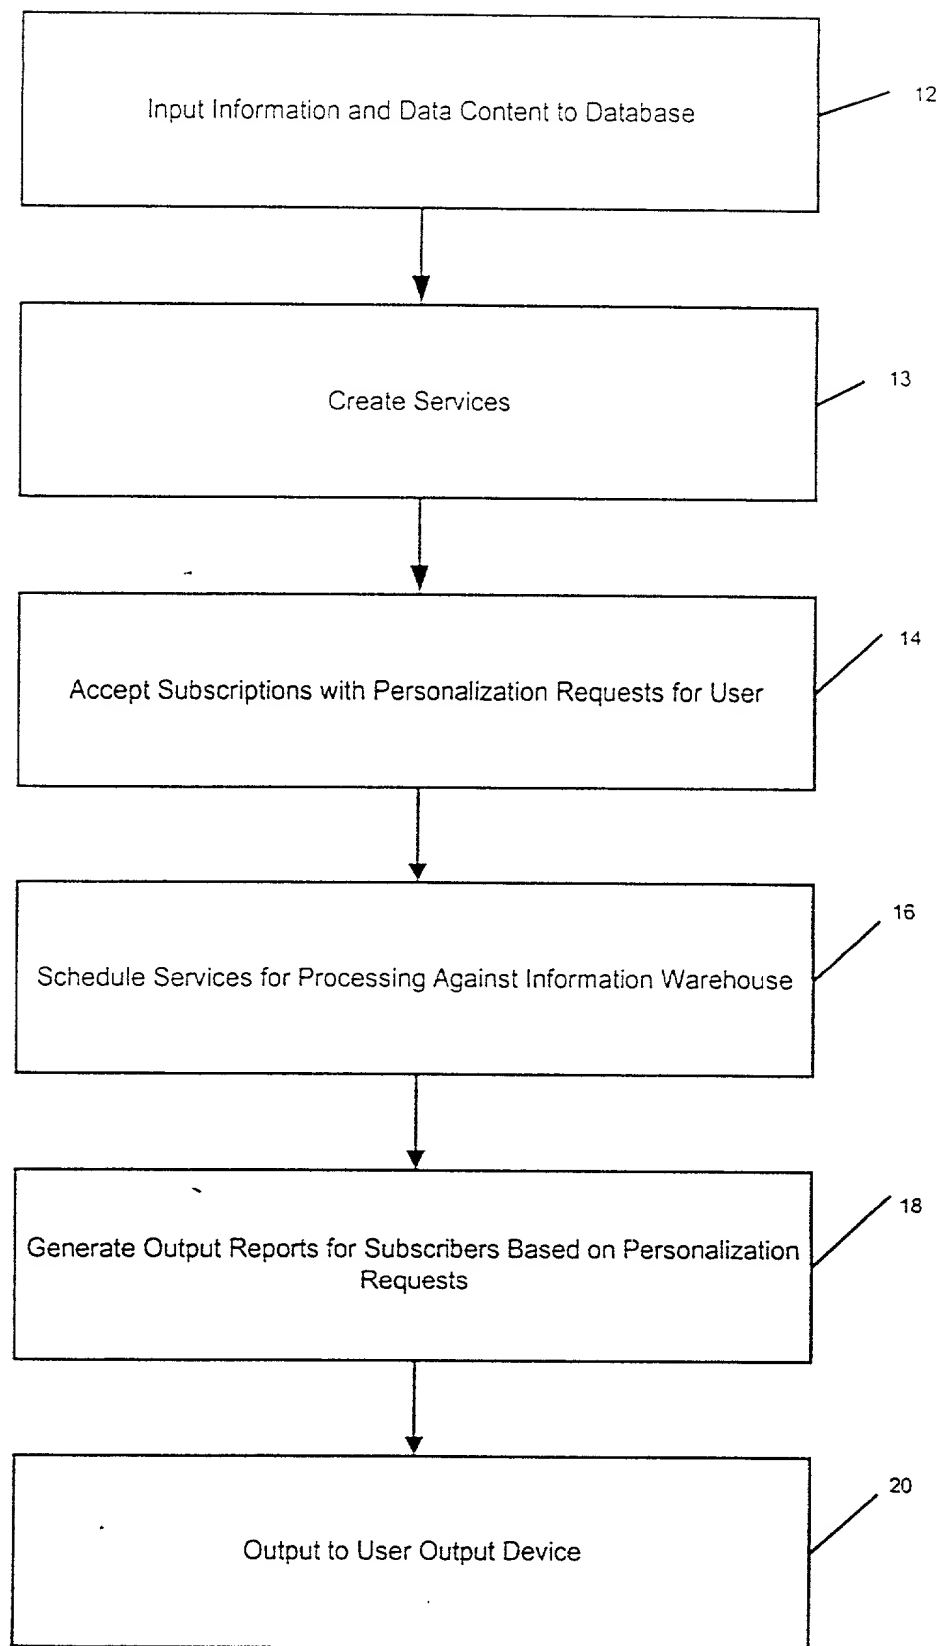 Input Information and Data Content to Database
12
Create Services
13
Accept Subscriptions with Personalization Requests for User
14
Schedule Services for Processing Against Information Warehouse
16
Generate Output Reports for Subscribers Based on Personalization
Requests
18
Output to User Output Device
20